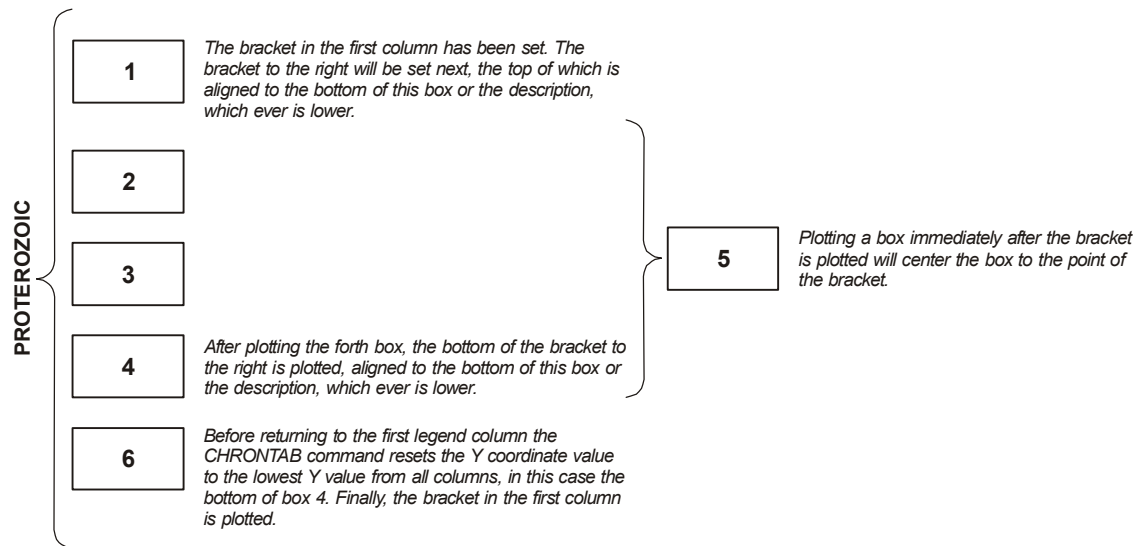 PROTEROZOIC
1
The bracket in the first column has been set. The
bracket to the right will be set next, the top of which is
aligned to the bottom of this box or the description,
which ever is lower.
2
3
4
After plotting the forth box, the bottom of the bracket to
the right is plotted, aligned to the bottom of this box or
the description, which ever is lower.
5
Plotting a box immediately after the bracket
is plotted will center the box to the point of
the bracket.
6
Before returning to the first legend column the
CHRONTAB command resets the Y coordinate value
to the lowest Y value from all columns, in this case the
bottom of box 4. Finally, the bracket in the first column
is plotted.